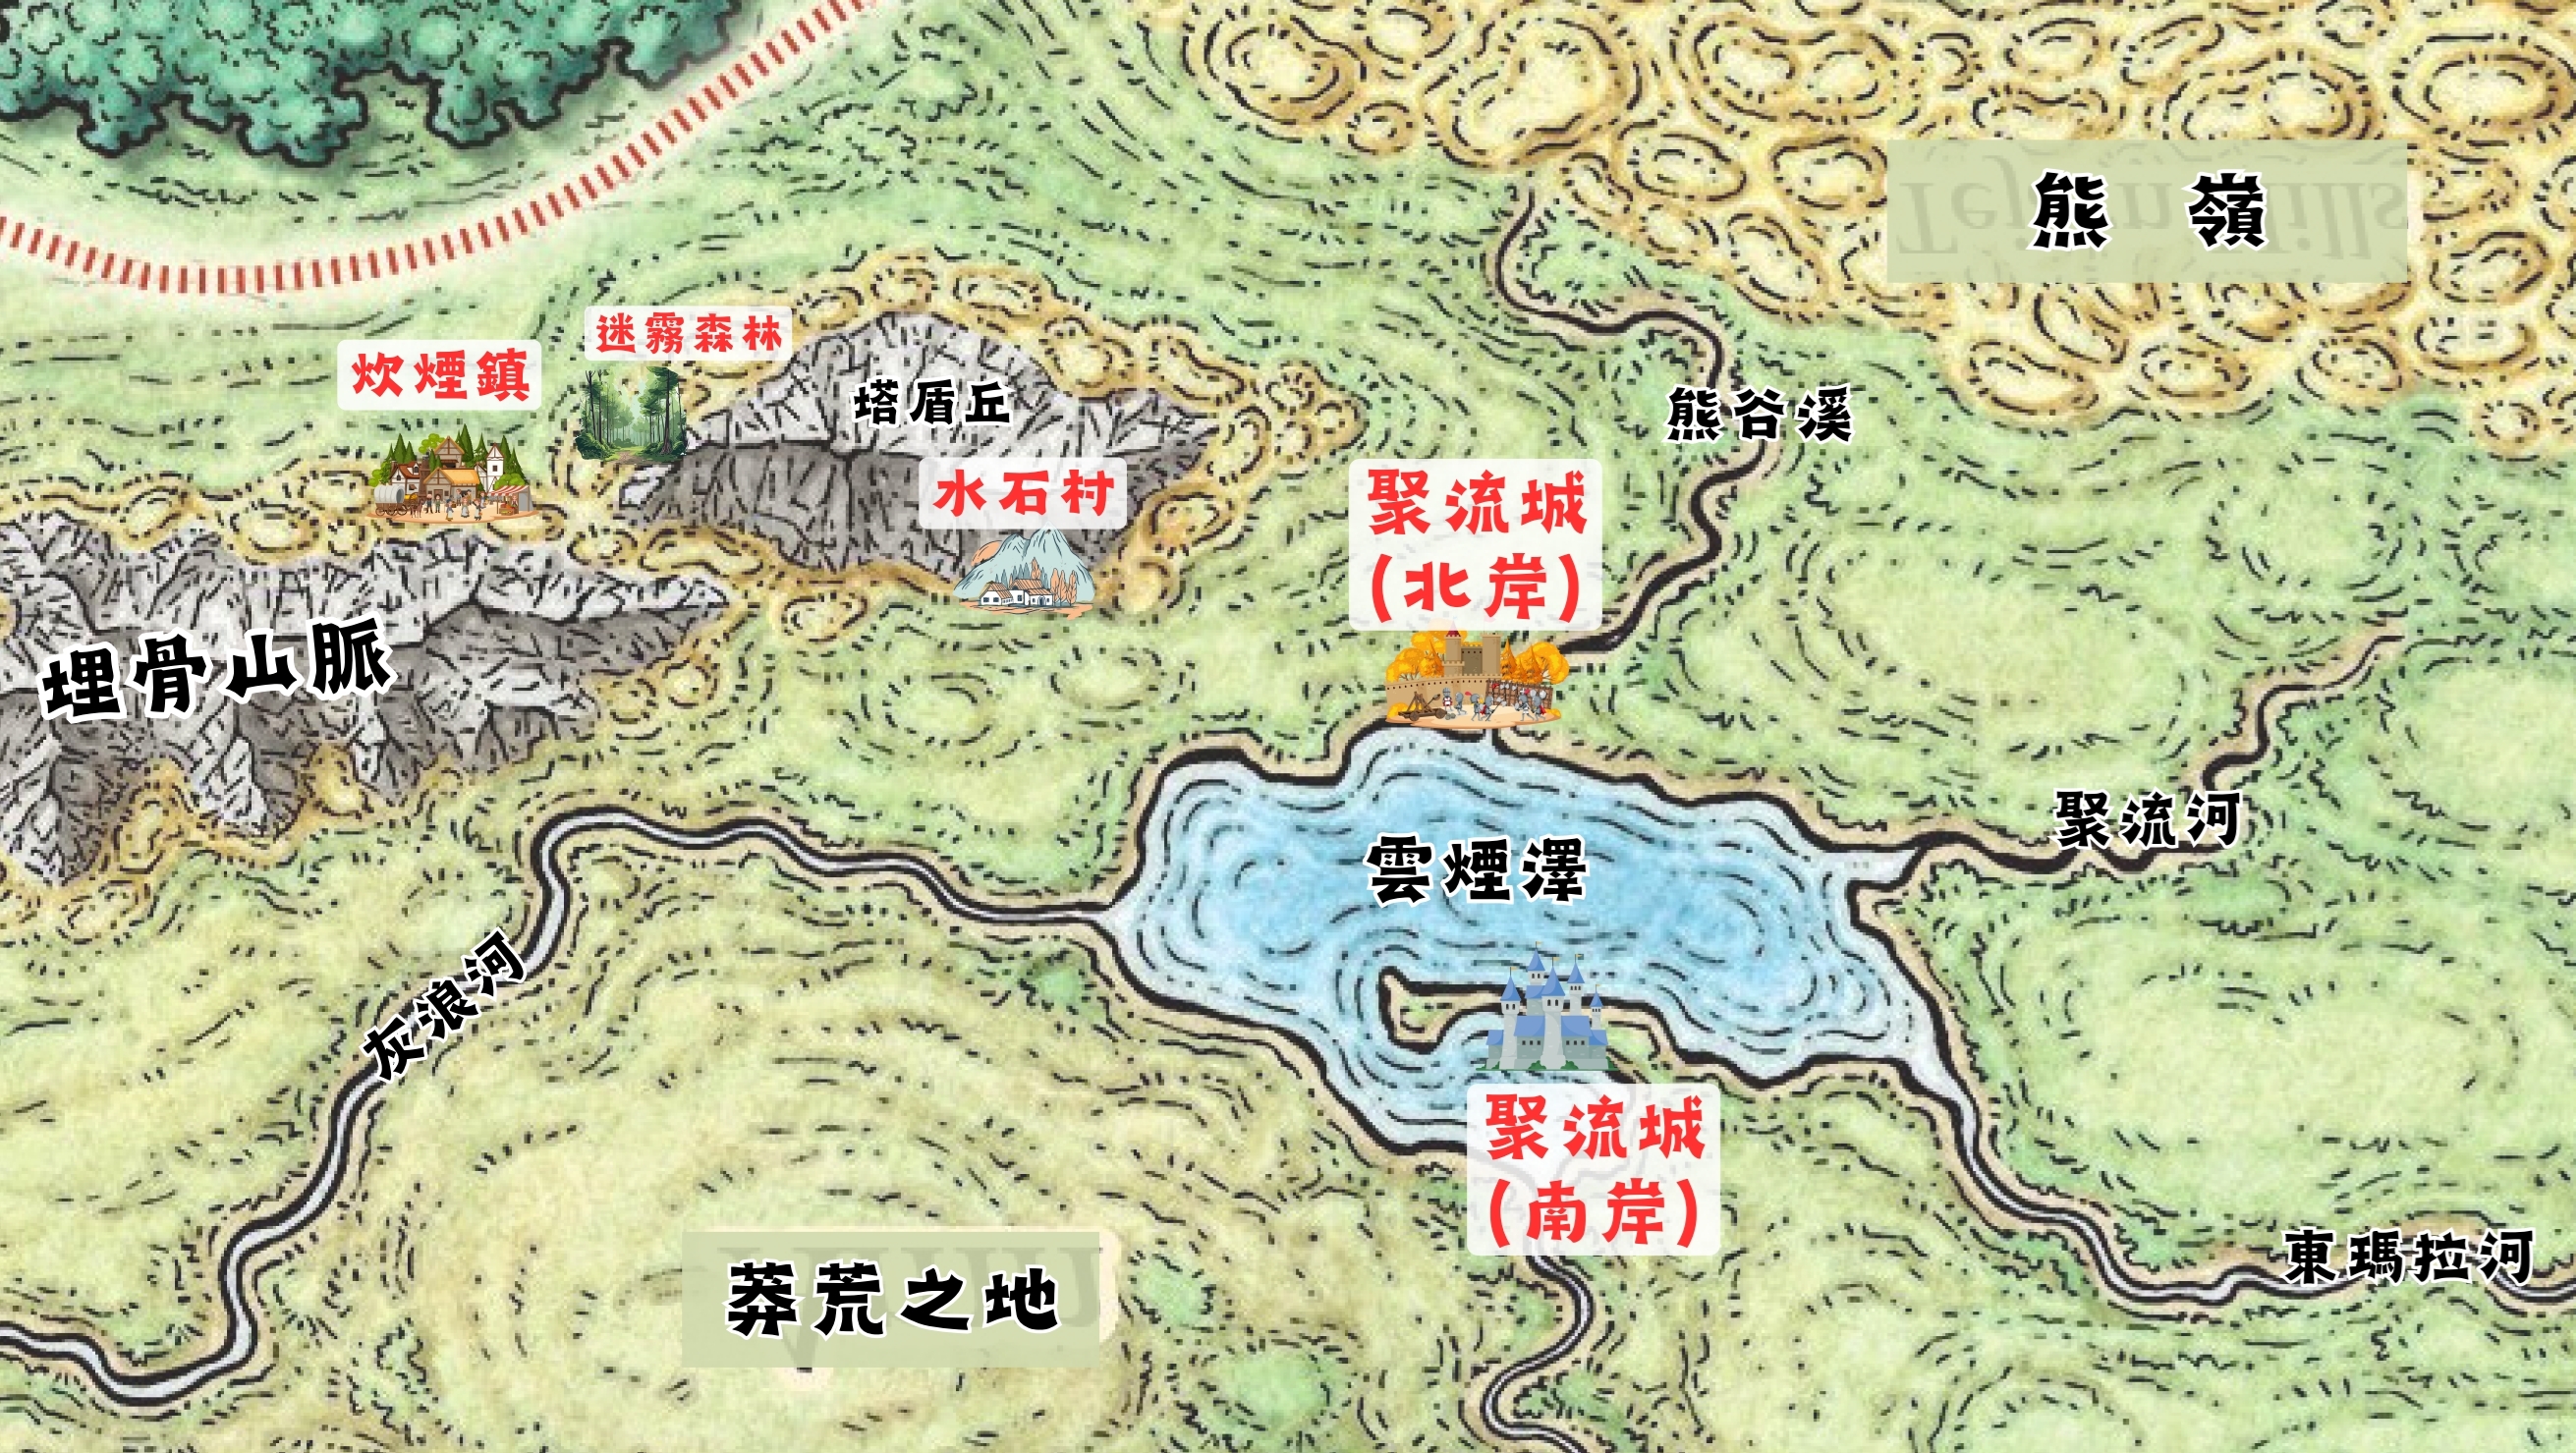 熊嶺
迷霧森林
炊煙鎮
塔盾丘
熊谷溪
水石村
聚流城
(北岸)
埋骨山脈
聚流河
雲煙澤
灰浪河
聚流城
(南岸)
東瑪拉河
莽荒之地